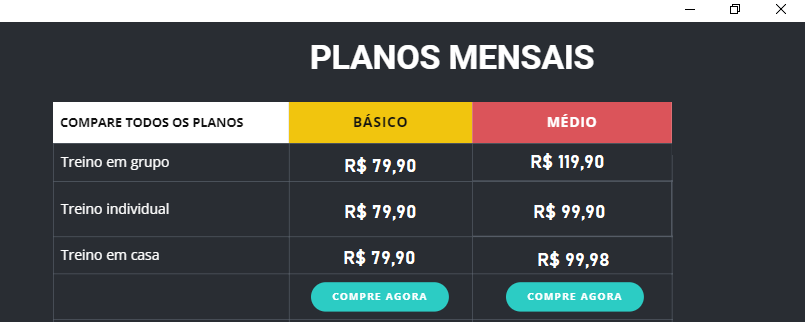 PLANOS MENSAIS
COMPARE TODOS OS PLANOS BÁSICO MÉDIO
Treino em grupo R$ 79,90 R$ 119,90
Treino individual R$ 79,90 R$ 99,90
Treino em casa R$ 79,90 R$ 99,98
COMPRE AGORA COMPRE AGORA